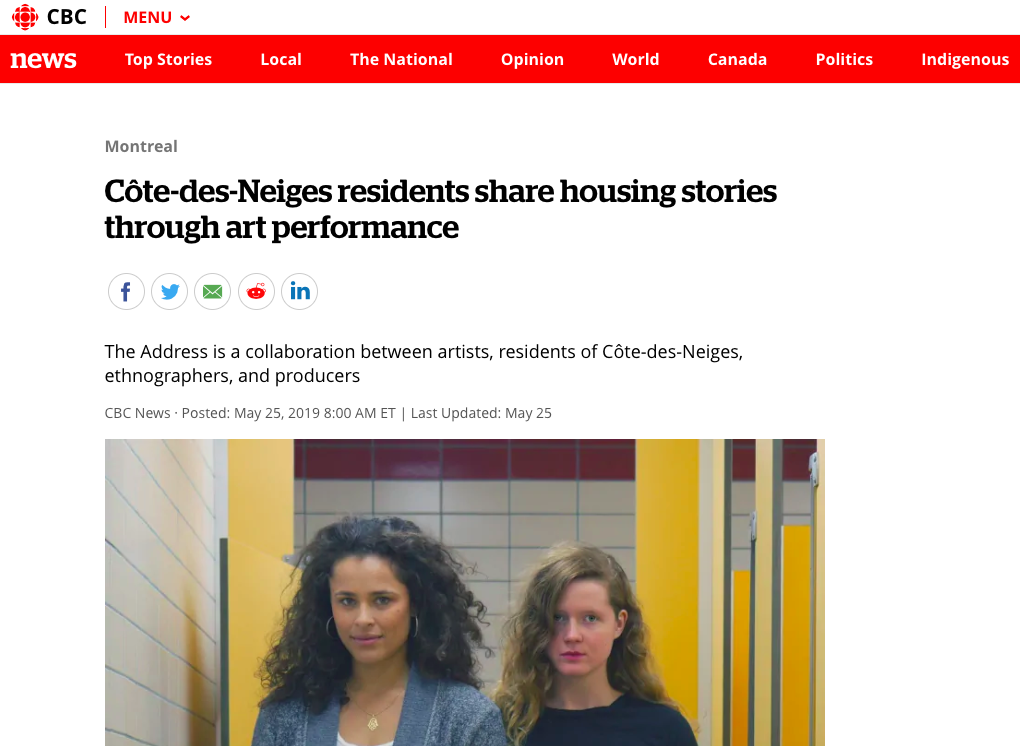 CBC MENU
news Top Stories Local The National Opinion World Canada Politics Indigenous
Montreal
Côte-des-Neiges residents share housing stories
through art performance
The Address is a collaboration between artists, residents of Côte-des-Neiges,
ethnographers, and producers
CBC News · Posted: May 25, 2019 8:00 AM ET | Last Updated: May 25